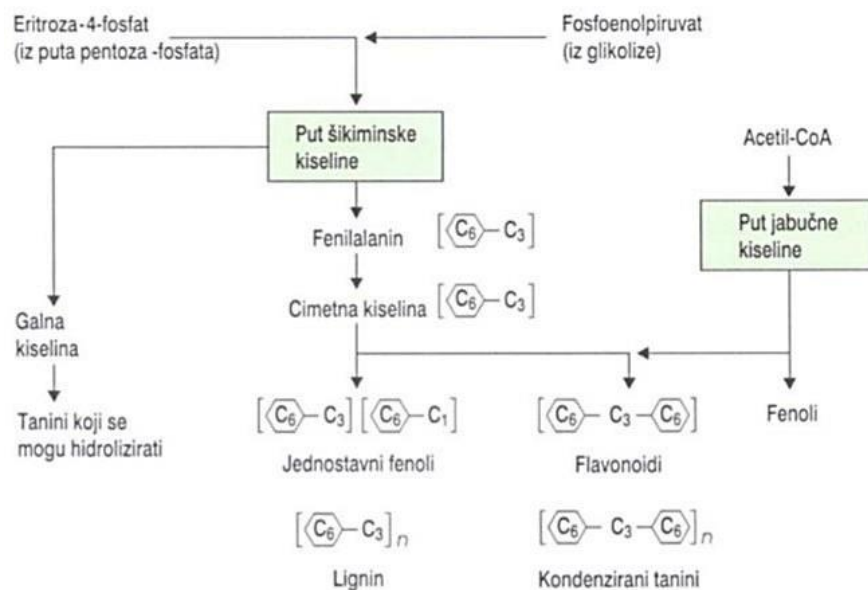 Eritroza-4-fosfat
(iz puta pentoza -fosfata)
Fosfoenolpiruvat
(iz glikolize)
Put šikiminske
kiseline
Acetil-CoA
Put jabučne
kiseline
Fenilalanin [C6–C3]
Cimetna kiselina [C6–C3]
Galna
kiselina
Tanini koji se
mogu hidrolizirati
[C6–C3] [C6–C1]
Jednostavni fenoli
[C6–C3–C6]
Flavonoidi
Fenoli
[C6–C3]n
Lignin
[C6–C3–C6]n
Kondenzirani tanini